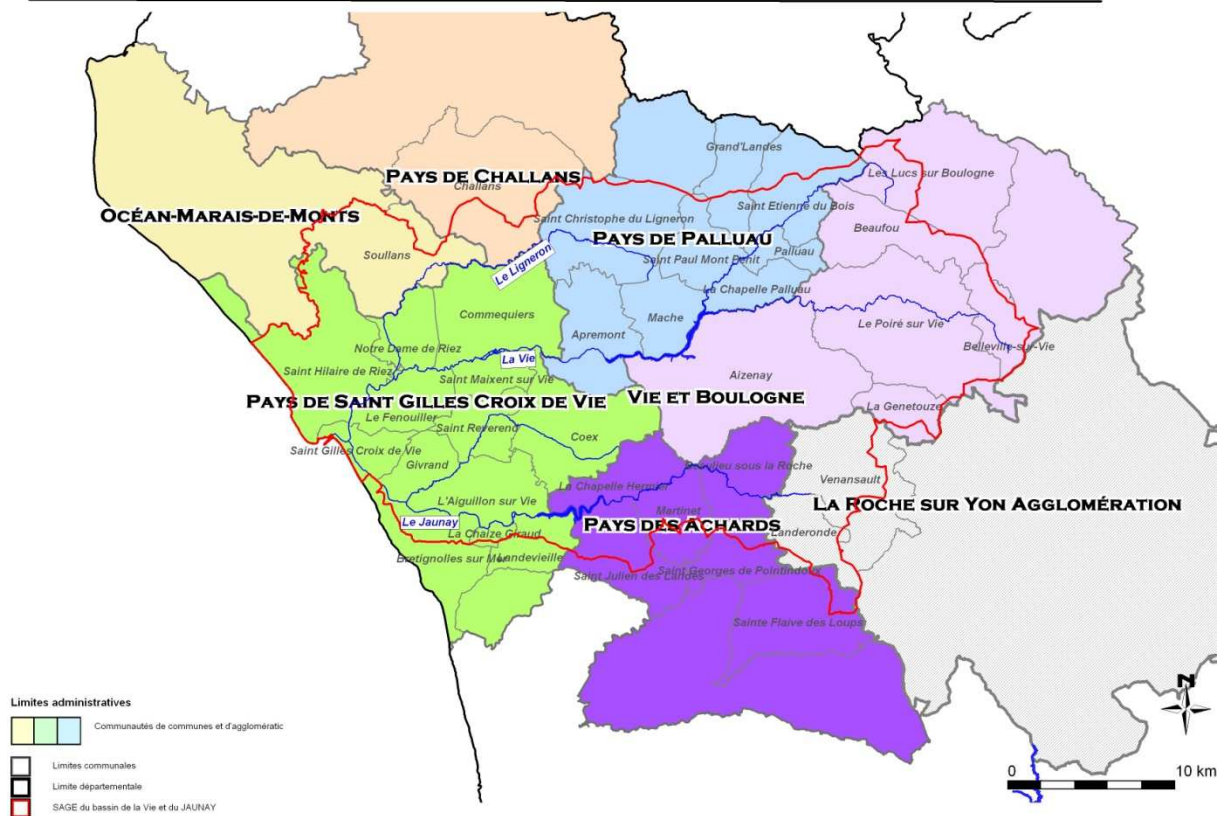 Grand'Landes
Les Lucs sur Boulogne
PAYS DE CHALLANS
Challans
OCÉAN-MARAIS-DE-MONTS
Saint Christophe du Ligneron
Saint Etienne du Bois
Beaufou
PAYS DE PALLUAU
Soullans
Saint Paul Mont Penit
Palluau
Le Ligneron
La Chapelle Palluau
Commequiers
Mache
Le Poiré sur Vie
Apremont
Belleville-sur-Vie
Notre Dame de Riez
La Vie
Saint Hilaire de Riez
Saint Maixent sur Vie
Aizenay
PAYS DE SAINT GILLES CROIX DE VIE
VIE ET BOULOGNE
La Genetouze
Le Fenouiller
Saint Reverend
Coex
Saint Gilles Croix de Vie
Givrand
Beaulieu sous la Roche
Venansault
La Chapelle Hermier
L'Aiguillon sur Vie
LA ROCHE SUR YON AGGLOMÉRATION
Martinet
Le Jaunay
PAYS DES ACHARDS
La Chaize Giraud
Landeronde
Bretignolles sur Mer
Landevieille
Saint Georges de Pointindoux
Saint Julien des Landes
Sainte Flaive des Loups
N
Limites administratives
Communautés de communes et d'agglomératic
Limites communales
Limite départementale
SAGE du bassin de la Vie et du JAUNAY
0 10 km